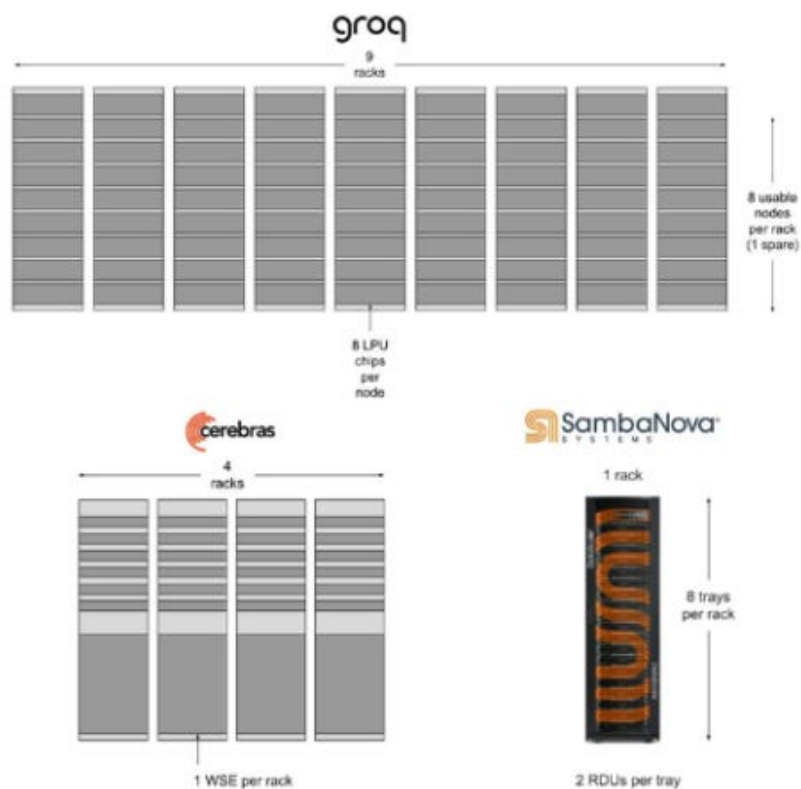 groq
9
racks
8 usable
nodes
per rack
(1 spare)
8 LPU
chips
per
node
cerebras
4
racks
1 WSE per rack
SambaNova
SYSTEMS
1 rack
8 trays
per rack
2 RDUs per tray